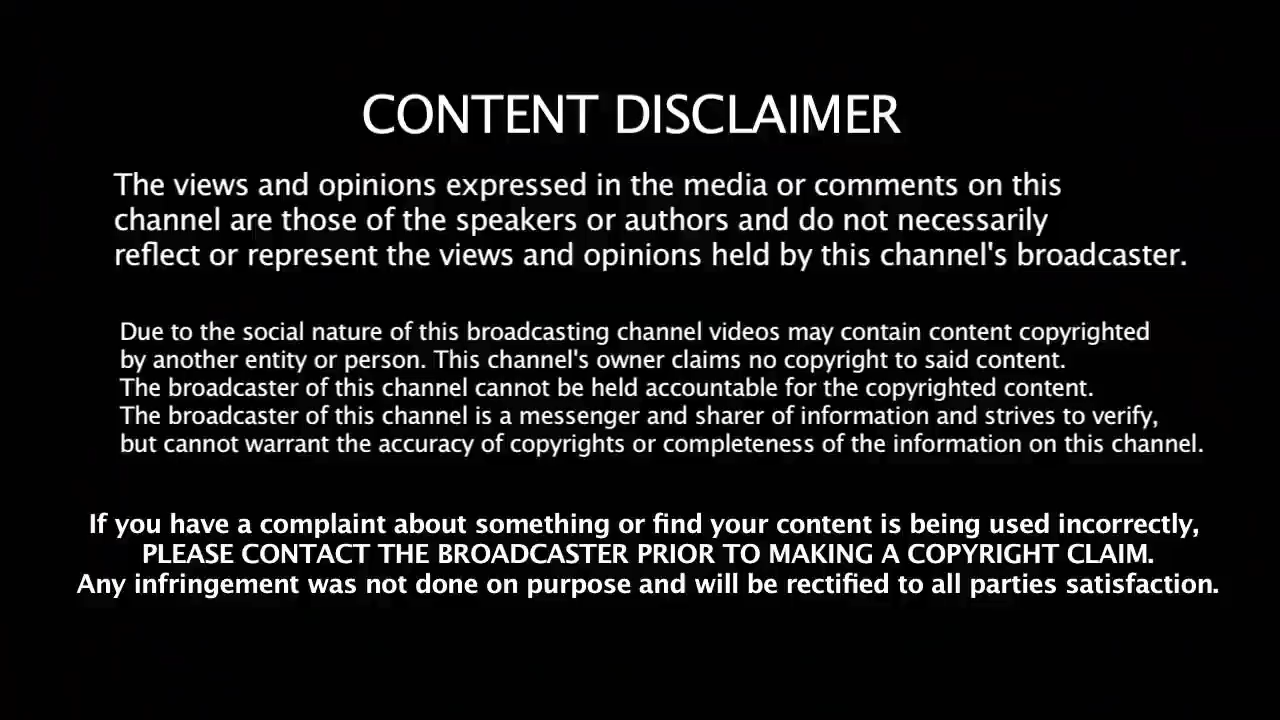 CONTENT DISCLAIMER
The views and opinions expressed in the media or comments on this
channel are those of the speakers or authors and do not necessarily
reflect or represent the views and opinions held by this channel's broadcaster.
Due to the social nature of this broadcasting channel videos may contain content copyrighted
by another entity or person. This channel's owner claims no copyright to said content.
The broadcaster of this channel cannot be held accountable for the copyrighted content.
The broadcaster of this channel is a messenger and sharer of information and strives to verify,
but cannot warrant the accuracy of copyrights or completeness of the information on this channel.
If you have a complaint about something or find your content is being used incorrectly,
PLEASE CONTACT THE BROADCASTER PRIOR TO MAKING A COPYRIGHT CLAIM.
Any infringement was not done on purpose and will be rectified to all parties satisfaction.